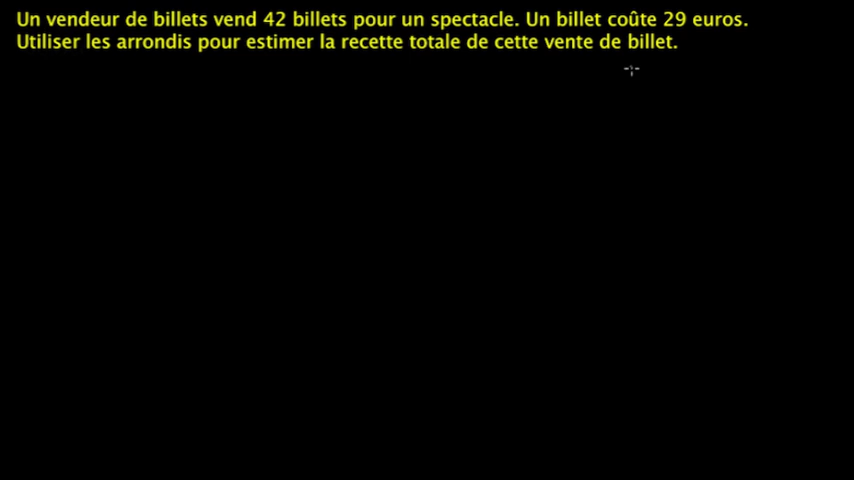 Un vendeur de billets vend 42 billets pour un spectacle. Un billet coûte 29 euros.
Utiliser les arrondis pour estimer la recette totale de cette vente de billet.